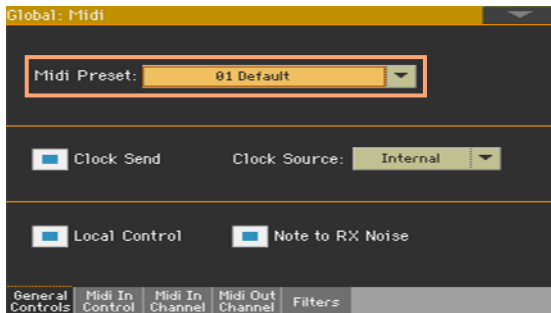 Global: Midi
Midi Preset: 01 Default
Clock Send Clock Source: Internal
Local Control Note to RX Noise
General Controls Midi In Control Midi In Channel Midi Out Channel Filters